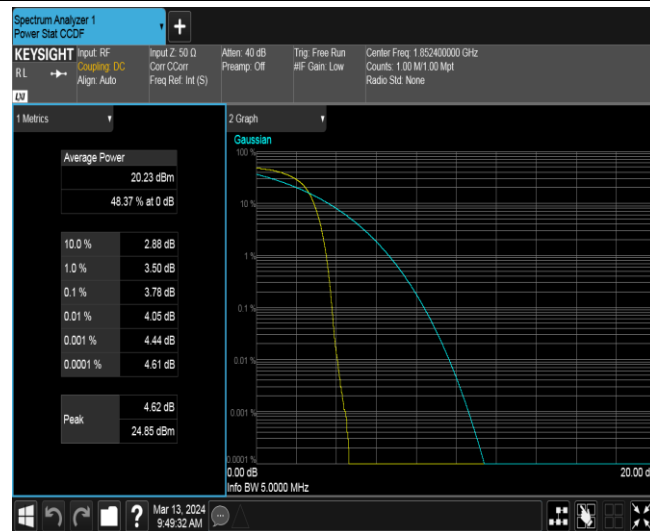 Spectrum Analyzer 1
Power Stat CCDF
+
KEYSIGHT Input: RF Input Z: 50 Ω Atten: 40 dB Trig: Free Run Center Freq: 1.852400000 GHz
RL Coupling: DC Corr CCorr Preamp: Off #IF Gain: Low Counts: 1.00 M/1.00 Mpt
Align: Auto Freq Ref: Int (S) Radio Std: None
LXI
1 Metrics
Average Power
20.23 dBm
48.37 % at 0 dB
10.0 % 2.88 dB
1.0 % 3.50 dB
0.1 % 3.78 dB
0.01 % 4.05 dB
0.001 % 4.44 dB
0.0001 % 4.61 dB
Peak 4.62 dB
24.85 dBm
2 Graph
Gaussian
100 %
10 %
1 %
0.1 %
0.01 %
0.001 %
0.0001 %
0.00 dB 20.00 d
Info BW 5.0000 MHz
? Mar 13, 2024
9:49:32 AM